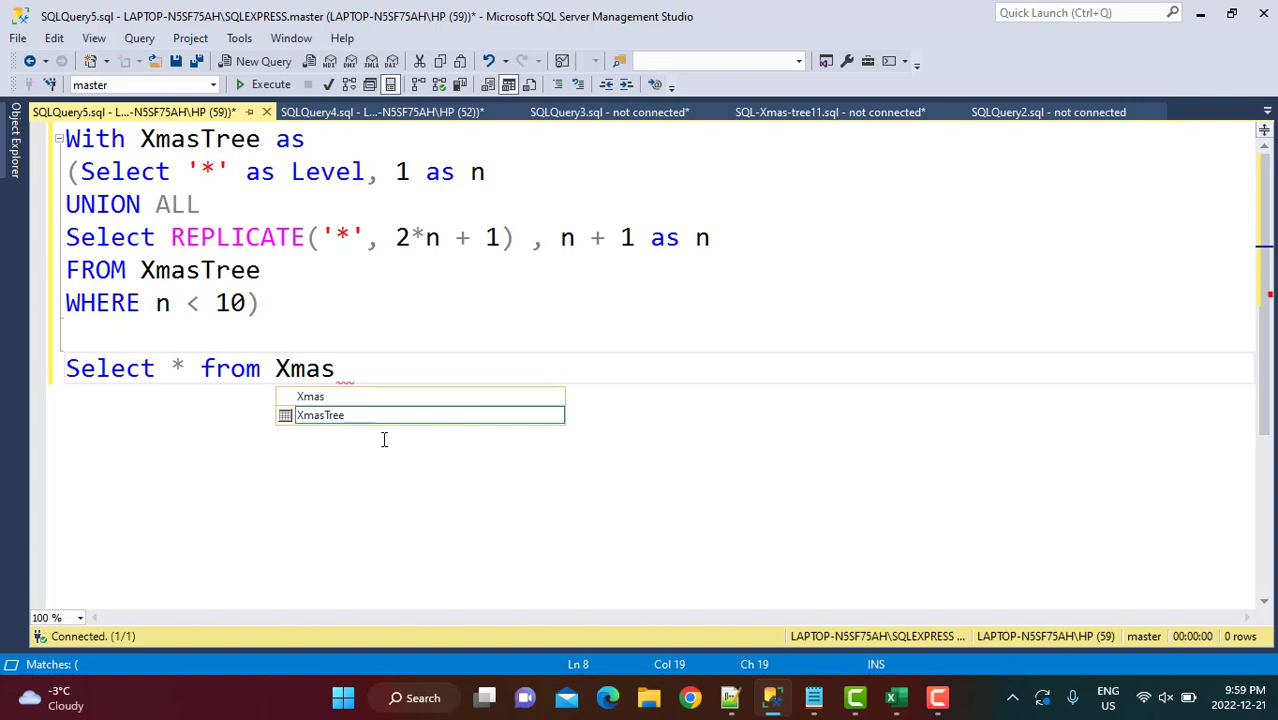 SQLQuery5.sql - LAPTOP-N5SF75AH\SQLEXPRESS.master (LAPTOP-N5SF75AH\HP (59))* - Microsoft SQL Server Management Studio
Quick Launch (Ctrl+Q)
File Edit View Query Project Tools Window Help
New Query
MDX DMX XMLA DAX
master
Execute
SQLQuery5.sql - L...-N5SF75AH\HP (59))*
SQLQuery4.sql - L...-N5SF75AH\HP (52))*
SQLQuery3.sql - not connected*
SQL-Xmas-tree11.sql - not connected*
SQLQuery2.sql - not connected
Object Explorer
With XmasTree as
(Select '*' as Level, 1 as n
UNION ALL
Select REPLICATE('*', 2*n + 1) , n + 1 as n
FROM XmasTree
WHERE n < 10)
Select * from Xmas
Xmas
XmasTree
100 %
Connected. (1/1)
LAPTOP-N5SF75AH\SQLEXPRESS ...
LAPTOP-N5SF75AH\HP (59)
master
00:00:00
0 rows
Matches: (
Ln 8
Col 19
Ch 19
INS
-3°C
Cloudy
Search
ENG
US
9:59 PM
2022-12-21